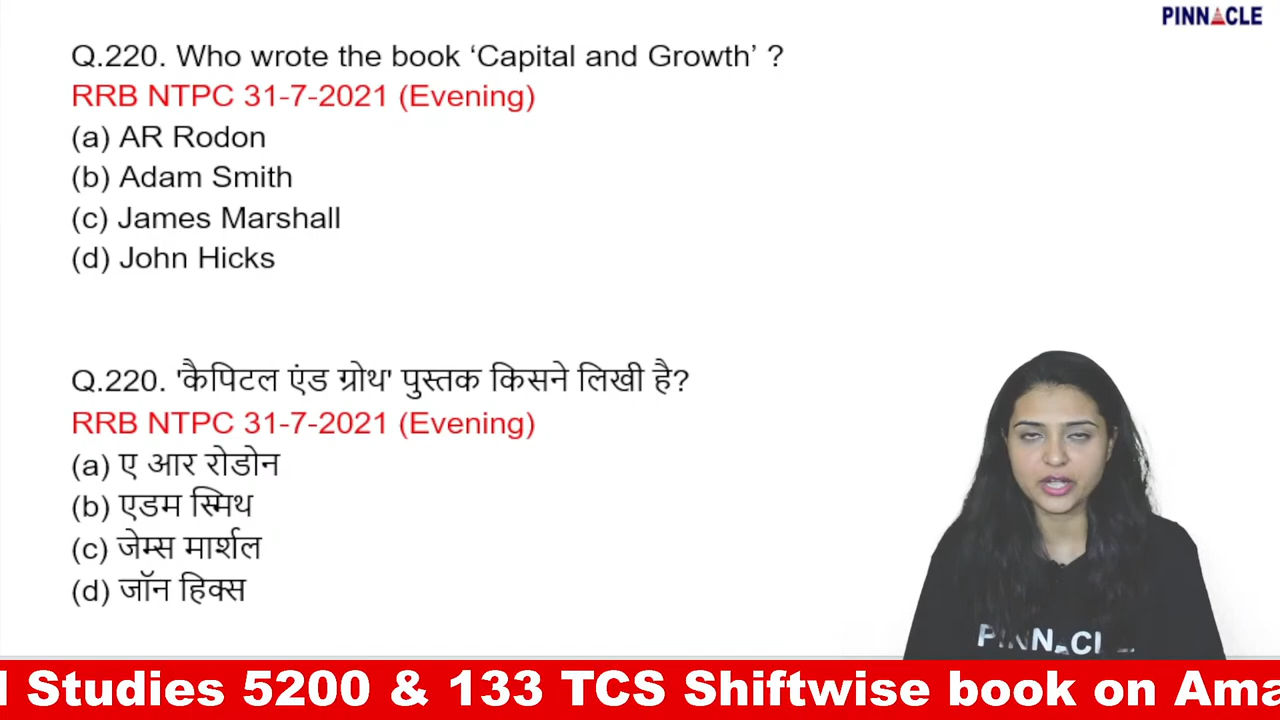 PINNACLE
Q.220. Who wrote the book ‘Capital and Growth’ ?
RRB NTPC 31-7-2021 (Evening)
(a) AR Rodon
(b) Adam Smith
(c) James Marshall
(d) John Hicks
Q.220. 'कैपिटल एंड ग्रोथ' पुस्तक किसने लिखी है?
RRB NTPC 31-7-2021 (Evening)
(a) ए आर रोडोन
(b) एडम स्मिथ
(c) जेम्स मार्शल
(d) जॉन हिक्स
PINNACLE
Studies 5200 & 133 TCS Shiftwise book on Ama